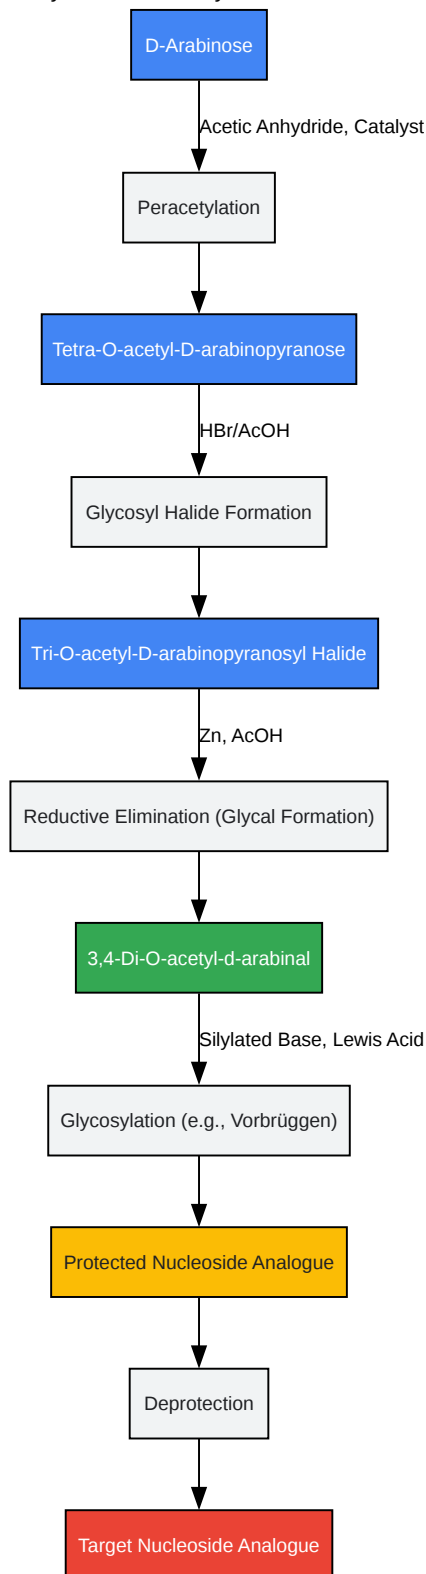 D-Arabinose
Acetic Anhydride, Catalyst
Peracetylation
Tetra-O-acetyl-D-arabinopyranose
HBr/AcOH
Glycosyl Halide Formation
Tri-O-acetyl-D-arabinopyranosyl Halide
Zn, AcOH
Reductive Elimination (Glycal Formation)
3,4-Di-O-acetyl-d-arabinal
Silylated Base, Lewis Acid
Glycosylation (e.g., Vorbrüggen)
Protected Nucleoside Analogue
Deprotection
Target Nucleoside Analogue